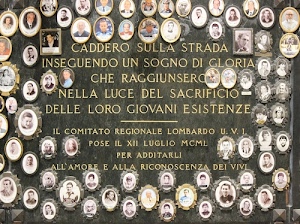 CADDERO SULLA STRADA
INSEGUENDO UN SOGNO DI GLORIA
CHE RAGGIUNSERO
NELLA LUCE DEL SACRIFICIO
DELLE LORO GIOVANI ESISTENZE
IL COMITATO REGIONALE LOMBARDO U.V.I.
POSE IL XII LUGLIO MCML
PER ADDITARLI
ALL'AMORE E ALLA RICONOSCENZA DEI VIVI